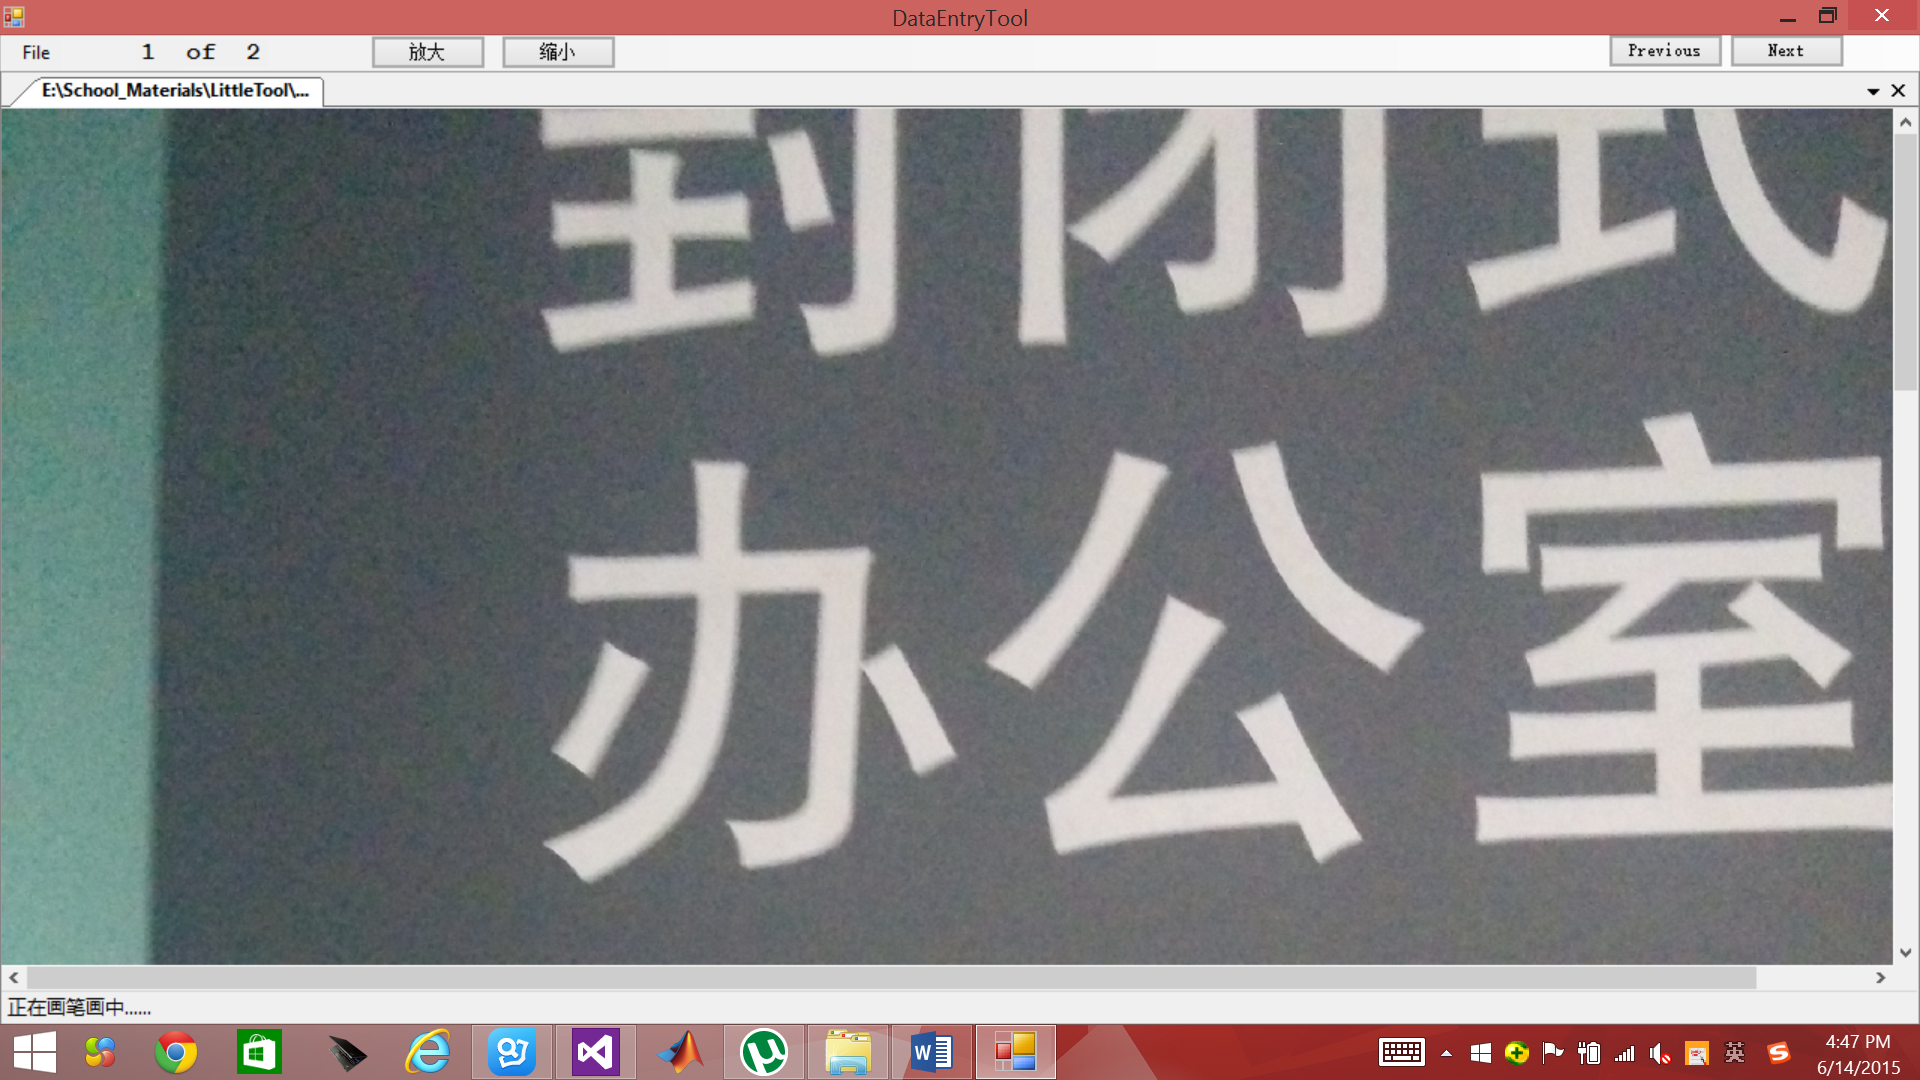 DataEntryTool
File 1 of 2 放大 缩小 Previous Next
E:\School_Materials\LittleTool\...
封闭式
办公室
正在画笔画中......
英
4:47 PM
6/14/2015